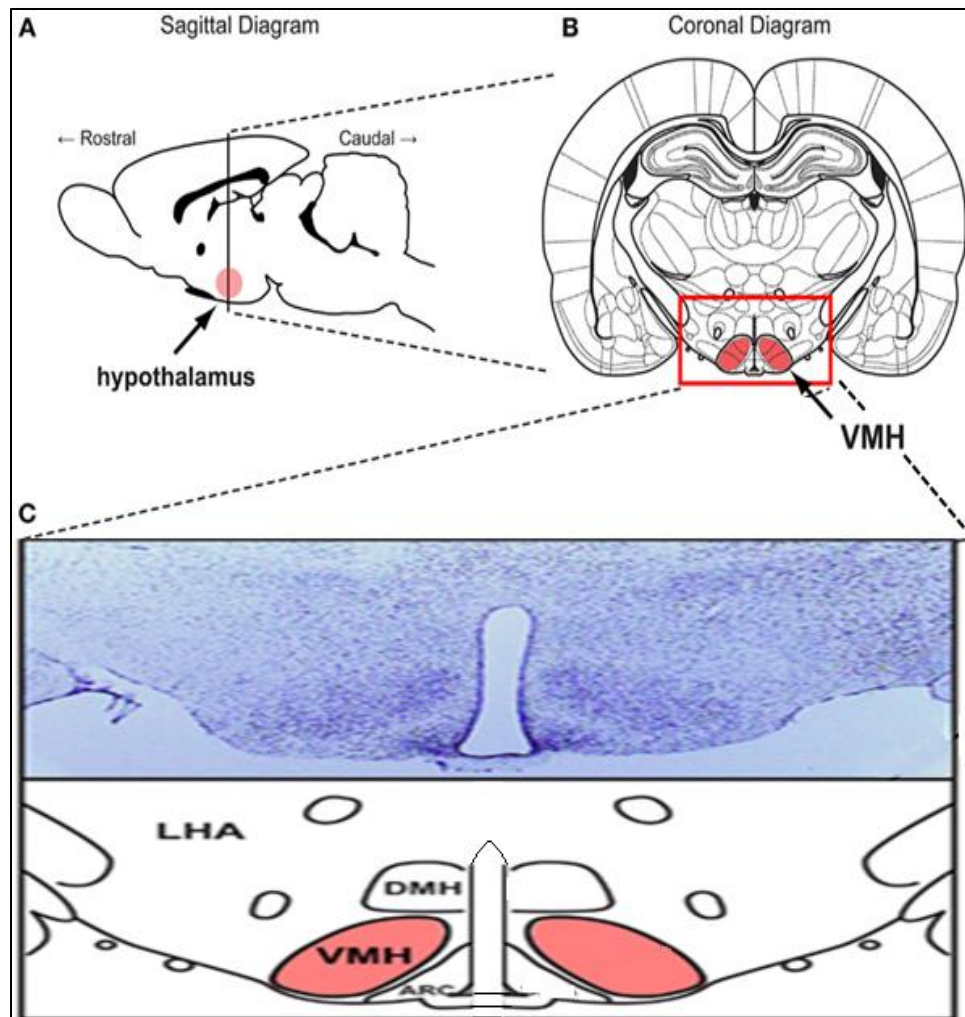 A
Sagittal Diagram
B
Coronal Diagram
← Rostral
Caudal →
hypothalamus
VMH
C
LHA
DMH
VMH
ARC